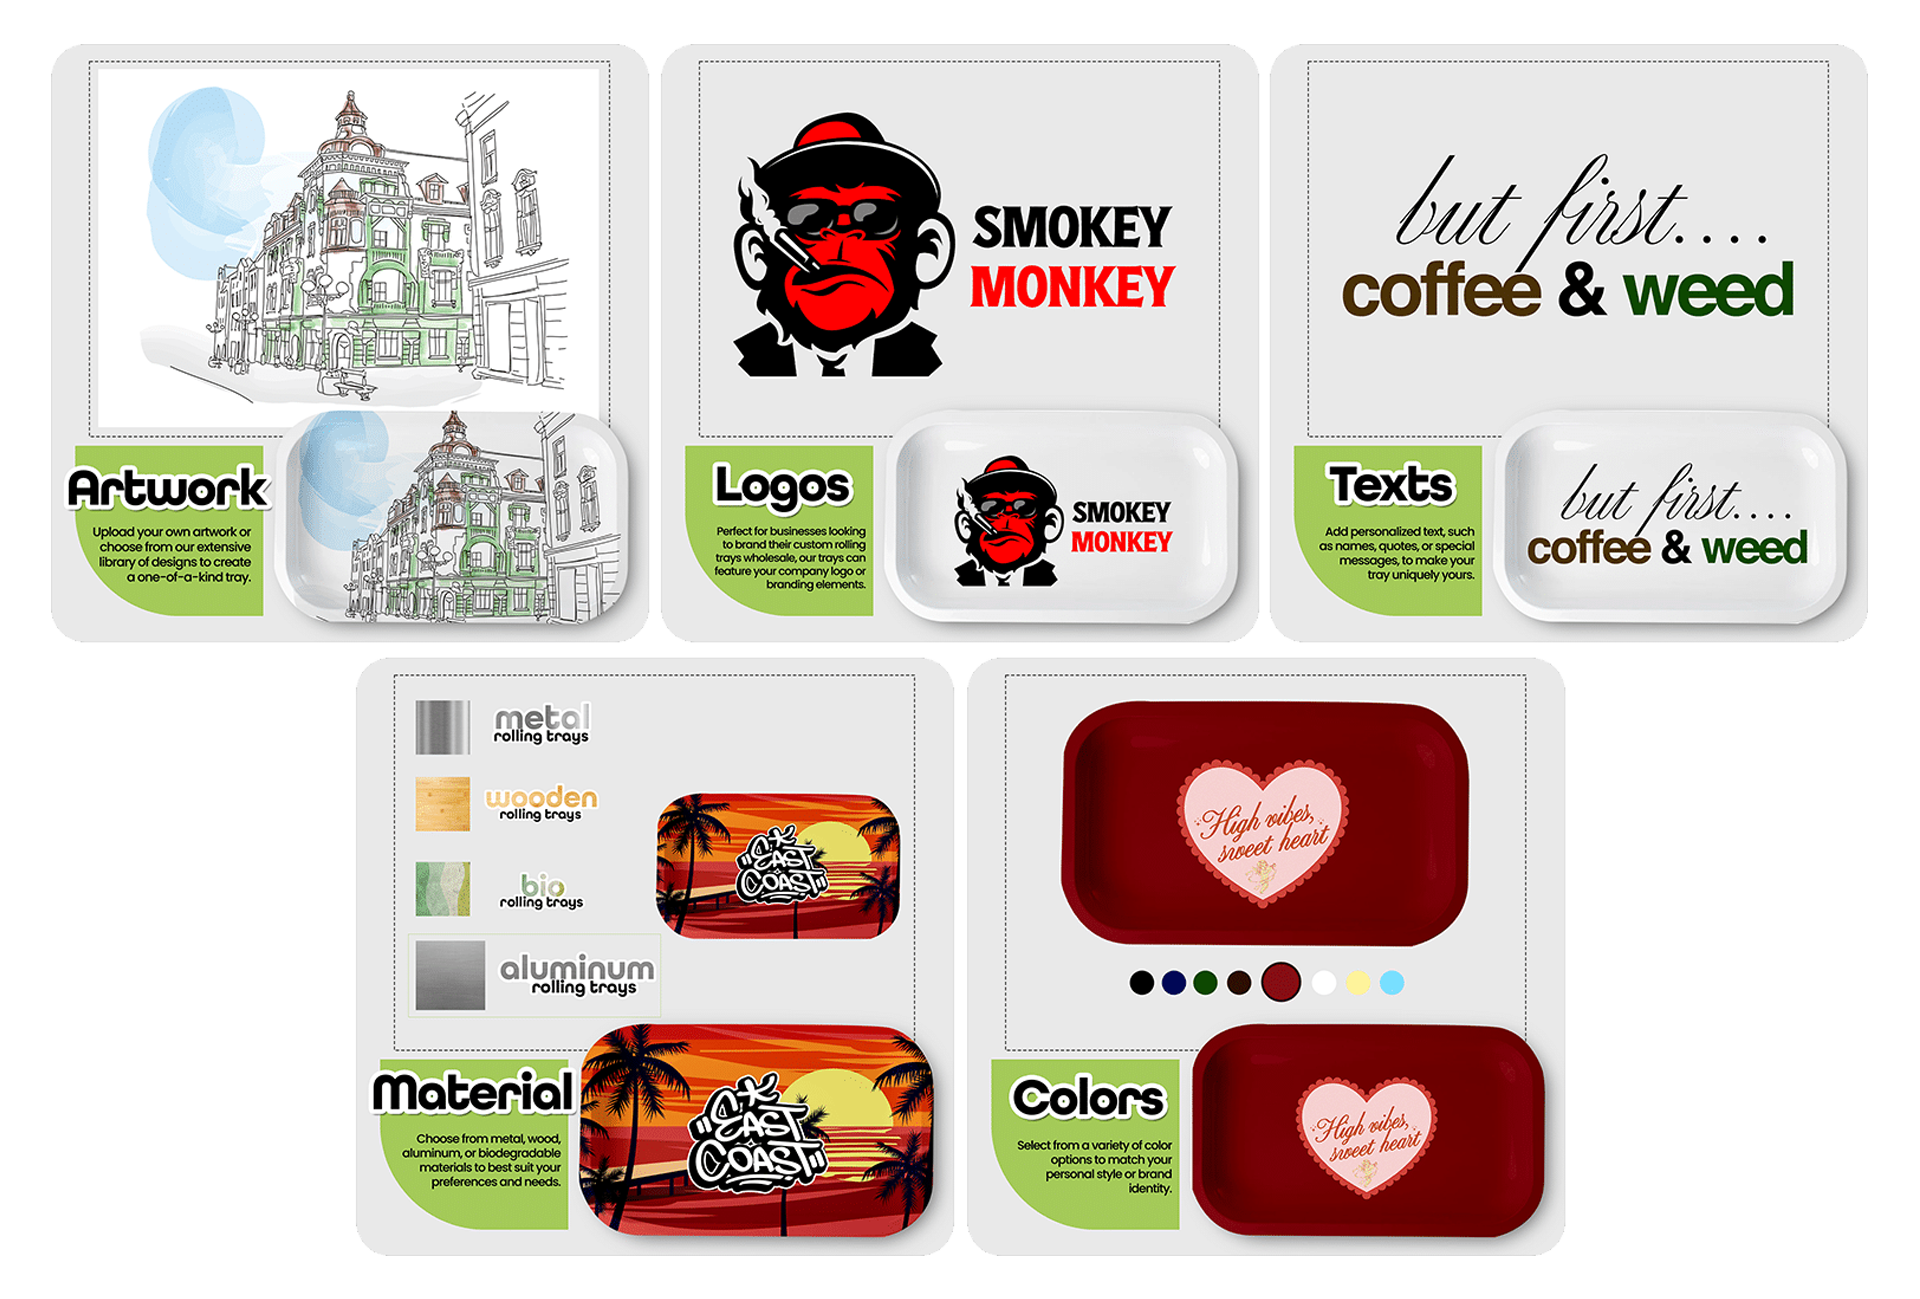 Artwork
Upload your own artwork or
choose from our extensive
library of designs to create
a one-of-a-kind tray.
SMOKEY
MONKEY
Logos
Perfect for businesses looking
to brand their custom rolling
trays wholesale, our trays can
feature your company logo or
branding elements.
SMOKEY
MONKEY
but first....
coffee & weed
Texts
Add personalized text, such
as names, quotes, or special
messages, to make your
tray uniquely yours.
but first....
coffee & weed
metal
rolling trays
wooden
rolling trays
bio
rolling trays
aluminum
rolling trays
EAST
COAST
Material
Choose from metal, wood,
aluminum, or biodegradable
materials to best suit your
preferences and needs.
EAST
COAST
High vibes,
sweet heart
Colors
Select from a variety of color
options to match your
personal style or brand
identity.
High vibes,
sweet heart